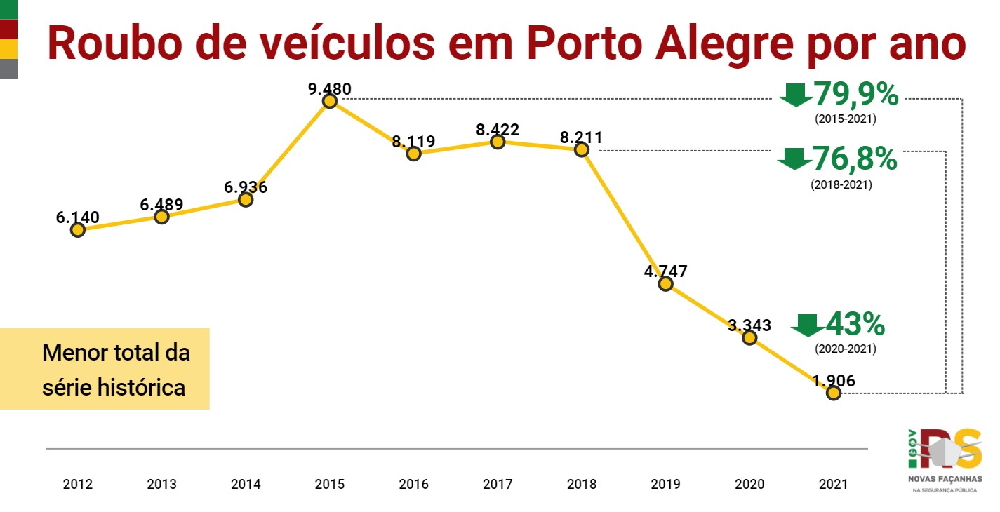 Roubo de veículos em Porto Alegre por ano
9.480
79,9%
(2015-2021)
8.119
8.422
8.211
76,8%
(2018-2021)
6.140
6.489
6.936
4.747
3.343
43%
(2020-2021)
1.906
Menor total da
série histórica
2012 2013 2014 2015 2016 2017 2018 2019 2020 2021
.GOV
RS
NOVAS FAÇANHAS
NA SEGURANÇA PÚBLICA